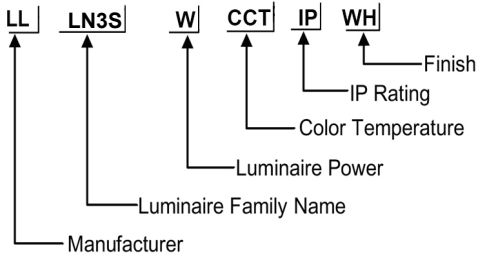 LL LN3S W CCT IP WH
Finish
IP Rating
Color Temperature
Luminaire Power
Luminaire Family Name
Manufacturer